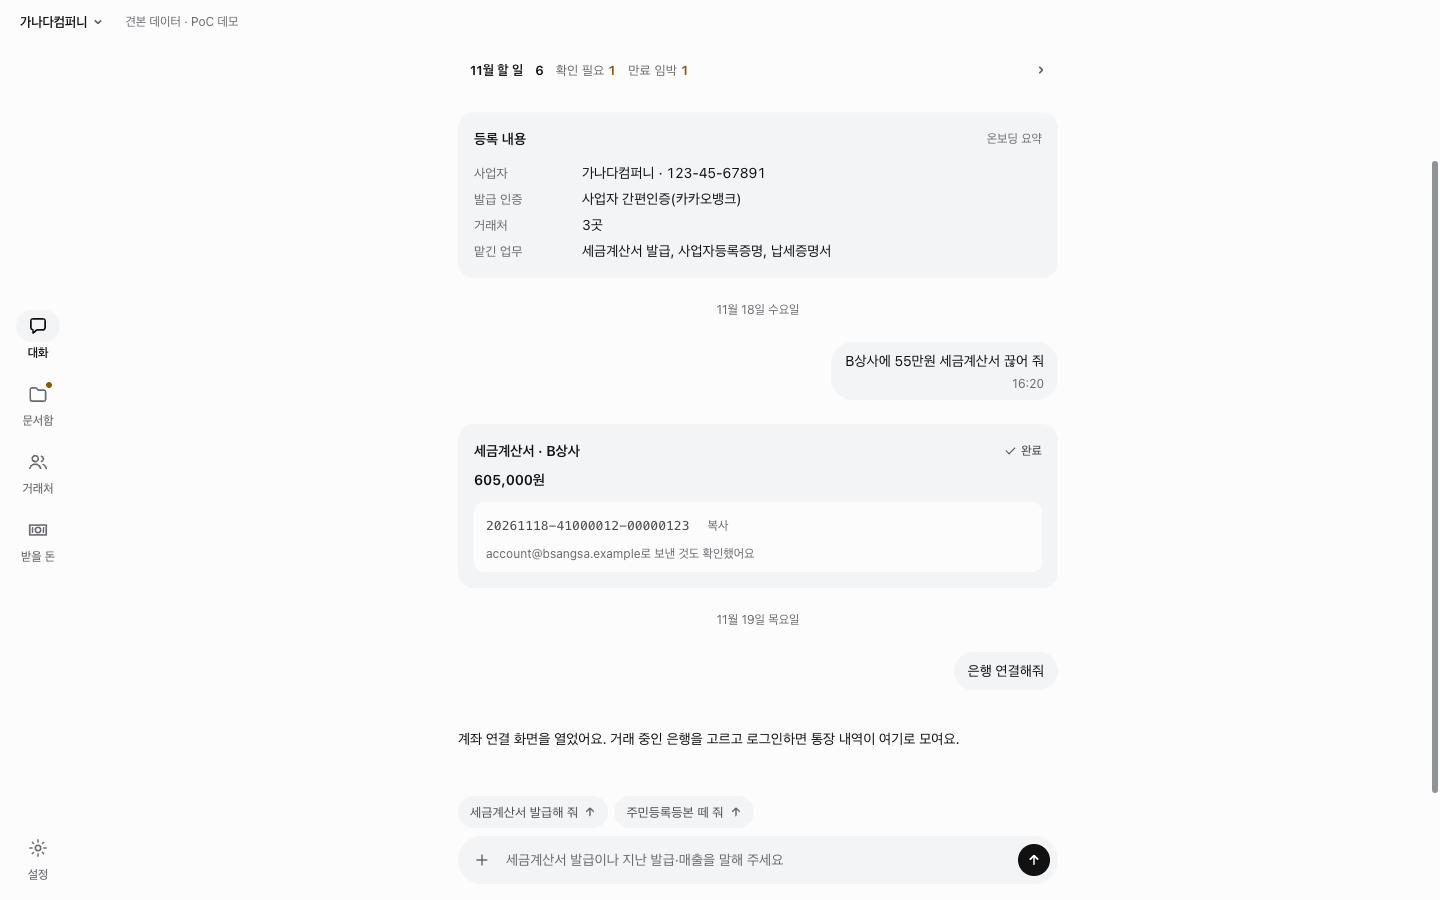 가나다컴퍼니
견본 데이터 · PoC 데모
11월 할 일 6 확인 필요 1 만료 임박 1
등록 내용
온보딩 요약
사업자 가나다컴퍼니 · 123-45-67891
발급 인증 사업자 간편인증(카카오뱅크)
거래처 3곳
맡긴 업무 세금계산서 발급, 사업자등록증명, 납세증명서
11월 18일 수요일
B상사에 55만원 세금계산서 끊어 줘
16:20
세금계산서 · B상사
완료
605,000원
20261118-41000012-00000123 복사
account@bsangsa.example로 보낸 것도 확인했어요
11월 19일 목요일
은행 연결해줘
계좌 연결 화면을 열었어요. 거래 중인 은행을 고르고 로그인하면 통장 내역이 여기로 모여요.
세금계산서 발급해 줘
주민등록등본 떼 줘
세금계산서 발급이나 지난 발급·매출을 말해 주세요
대화
문서함
거래처
받을 돈
설정